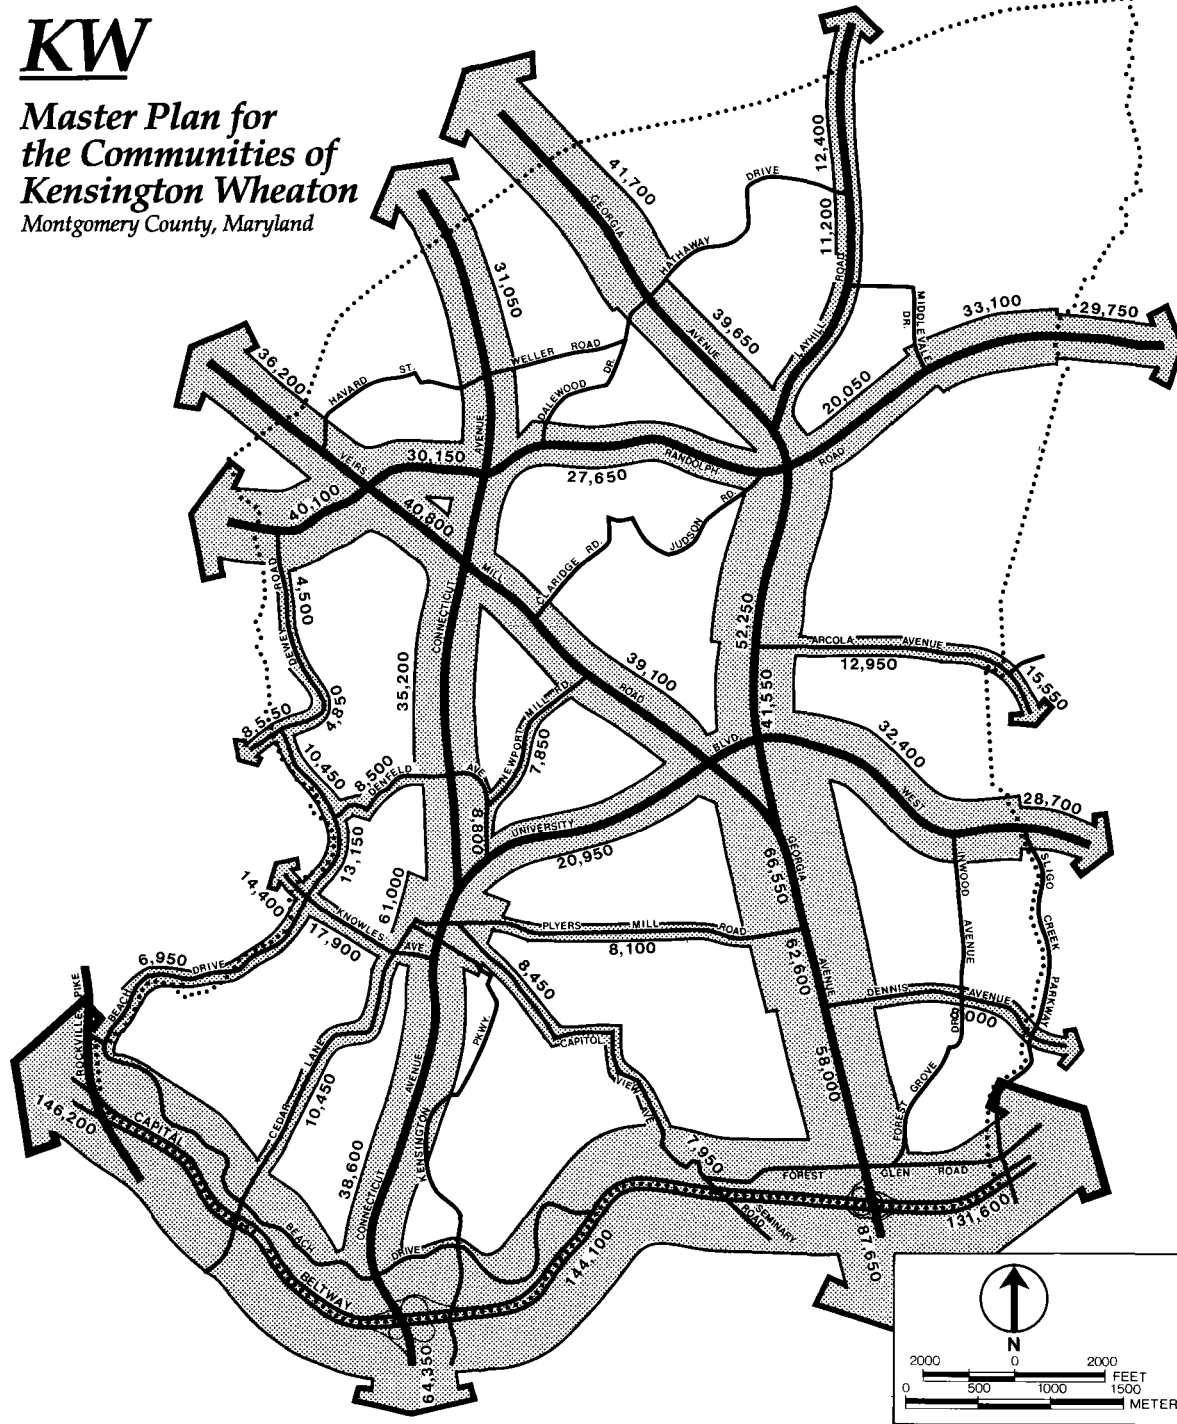 KW
Master Plan for
the Communities of
Kensington Wheaton
Montgomery County, Maryland
12,400
41,700
DRIVE
GEORGIA
11,200
HATHAWAY
31,050
ROAD
MIDDLEVALE
DR.
33,100
29,750
39,650
AVENUE
LAYHILL
36,200
WELLER ROAD
HAVARD ST.
DR.
DALEWOOD
20,050
AVENUE
30,150
VEIRS
RANDOLPH
ROAD
27,650
40,100
40,800
RD.
JUDSON
CLARIDGE RD.
MILL
ROAD
4,500
DEWEY
CONNECTICUT
52,250
ARCOLA AVENUE
12,950
15,550
39,100
ROAD
35,200
4,850
8,550
NEWPORT MILL RD.
7,850
41,550
BLVD.
32,400
10,450
8,500
DENFELD
AVE.
WEST
28,700
8,800
UNIVERSITY
20,950
13,150
GEORGIA
66,550
INWOOD
AVENUE
SLIGO
CREEK
PARKWAY
14,400
61,000
KNOWLES
AVE.
17,900
PLYERS MILL ROAD
8,100
62,600
AVENUE
6,950
DRIVE
BEACH
8,450
ROCKVILLE PIKE
DENNIS AVENUE
DR.
PKWY.
CAPITOL
VIEW AVE.
58,000
CEDAR LANE
10,450
AVENUE
GROVE
FOREST
146,200
CAPITAL
KENSINGTON
7,950
38,600
CONNECTICUT
FOREST GLEN ROAD
SEMINARY
ROAD
131,600
BEACH
DRIVE
144,100
87,650
BELTWAY
64,350
N
2000 0 2000
FEET
0 500 1000 1500
METER